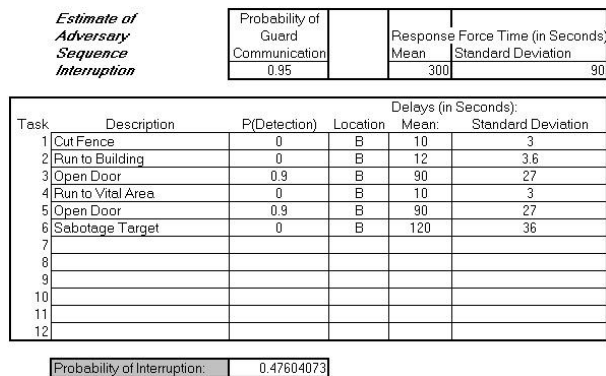 Estimate of Adversary Sequence Interruption
Probability of Guard Communication
Response Force Time (in Seconds)
Mean Standard Deviation
0.95 300 90
Delays (in Seconds):
Task Description P(Detection) Location Mean: Standard Deviation
1 Cut Fence 0 B 10 3
2 Run to Building 0 B 12 3.6
3 Open Door 0.9 B 90 27
4 Run to Vital Area 0 B 10 3
5 Open Door 0.9 B 90 27
6 Sabotage Target 0 B 120 36
7
8
9
10
11
12
Probability of Interruption: 0.47604073